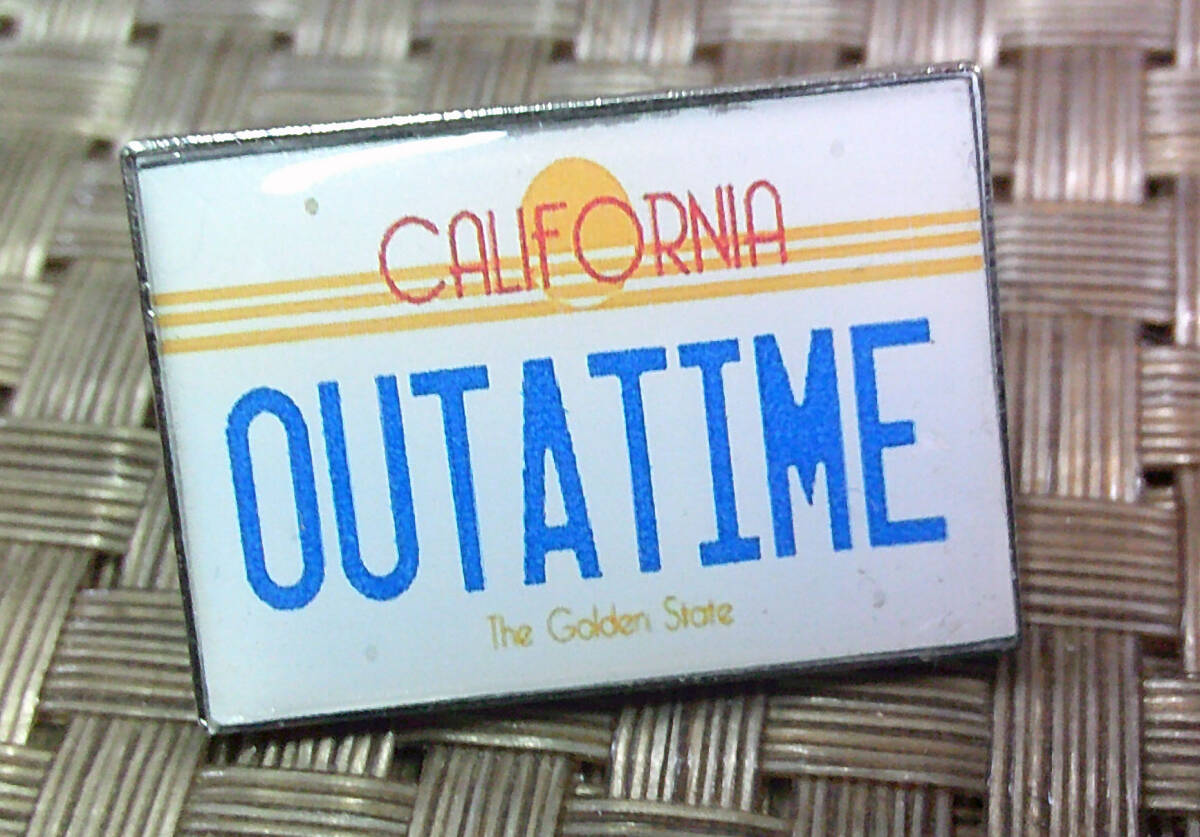 CALIFORNIA
OUTATIME
The Golden State